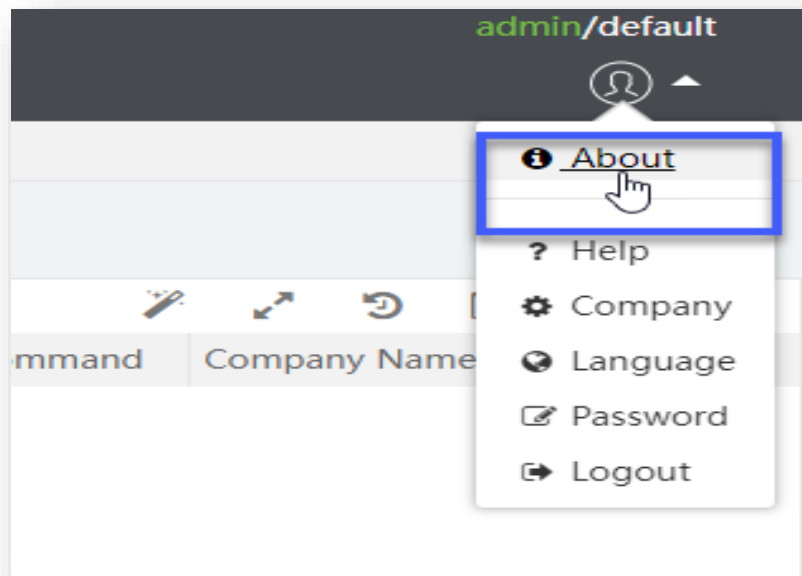 admin/default
About
? Help
Company
mmand Company Name
Language
Password
Logout